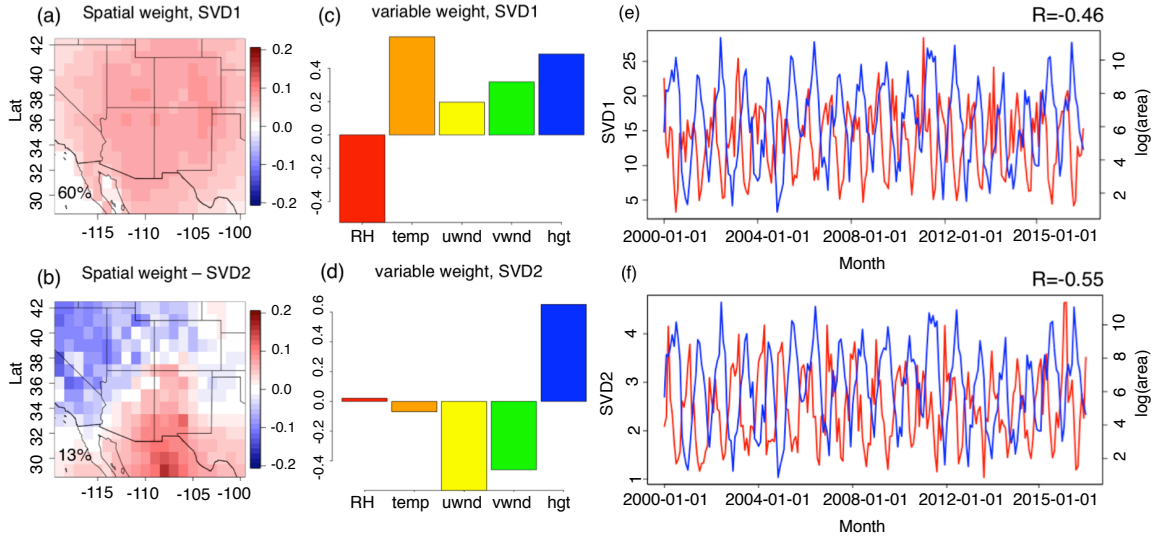 (a) Spatial weight, SVD1
42
40
38
36
34
32
30
Lat
60%
-115 -110 -105 -100
0.2
0.1
0.0
-0.1
-0.2
(c) variable weight, SVD1
0.4
0.2
0.0
-0.4
RH temp uwnd vwnd hgt
(e) R=-0.46
25
20
15
10
5
SVD1
10
8
6
4
2
log(area)
2000-01-01 2004-01-01 2008-01-01 2012-01-01 2015-01-01
Month
(b) Spatial weight – SVD2
42
40
38
36
34
32
30
Lat
13%
-115 -110 -105 -100
0.2
0.1
0.0
-0.1
-0.2
(d) variable weight, SVD2
0.6
0.4
0.2
0.0
-0.2
-0.4
RH temp uwnd vwnd hgt
(f) R=-0.55
4
3
2
1
SVD2
10
8
6
4
2
log(area)
2000-01-01 2004-01-01 2008-01-01 2012-01-01 2015-01-01
Month